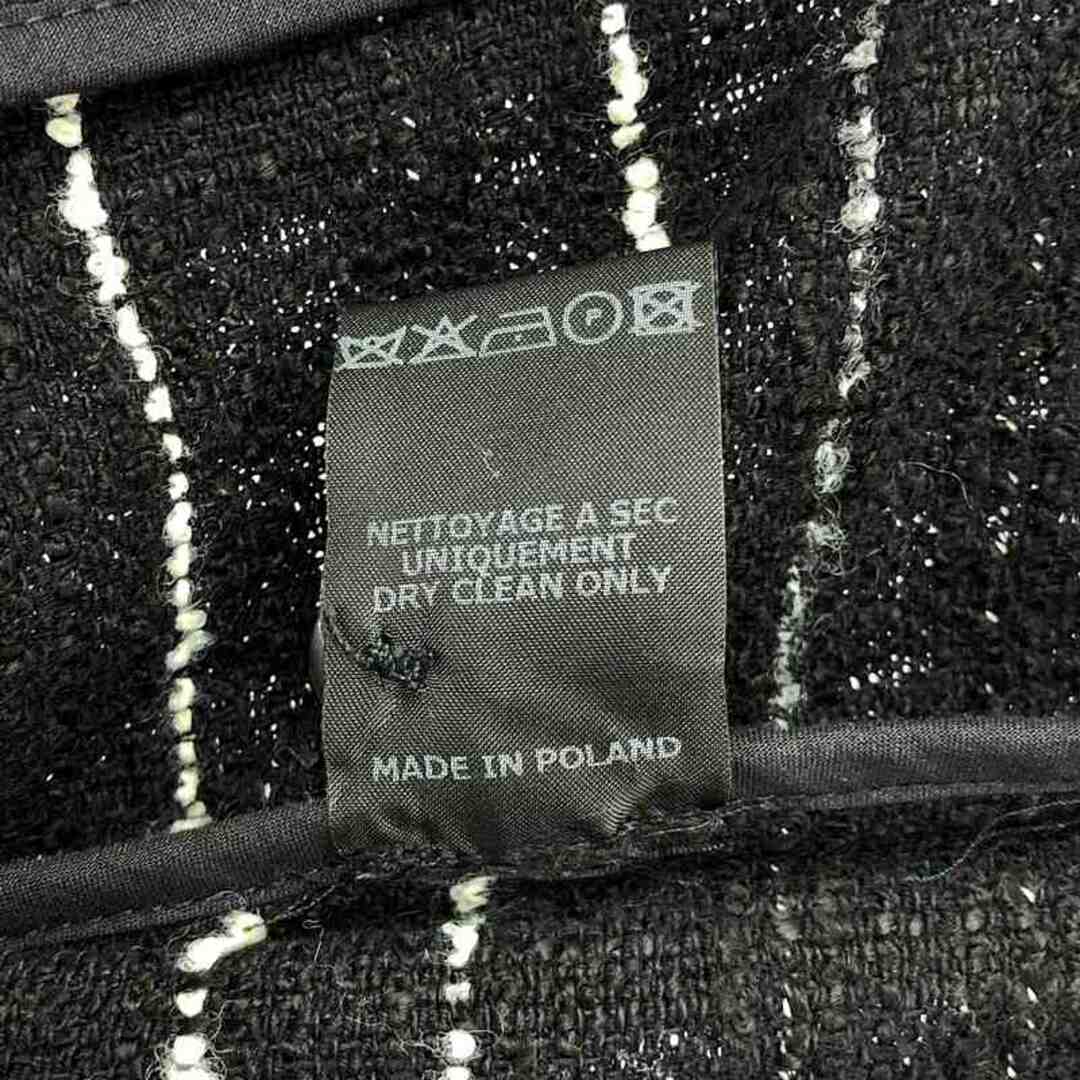 P
NETTOYAGE A SEC
UNIQUEMENT
DRY CLEAN ONLY
MADE IN POLAND